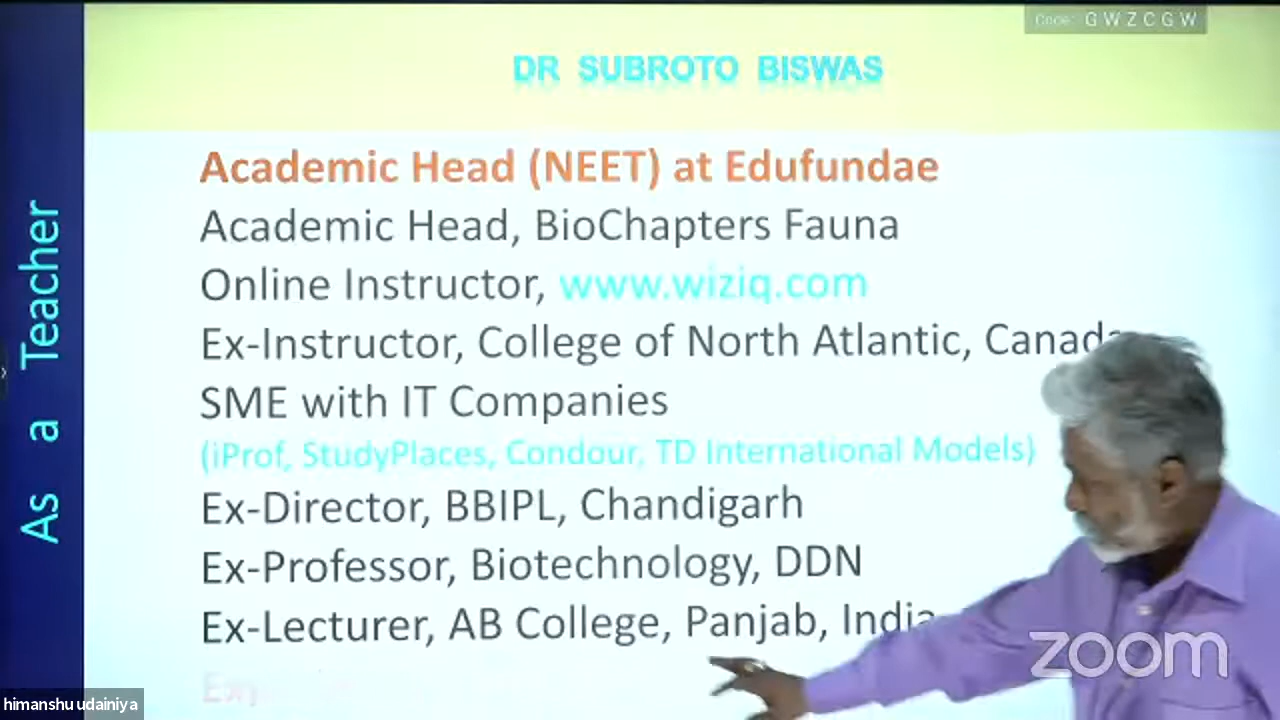 Code: GWZCGW
DR SUBROTO BISWAS
As a Teacher
Academic Head (NEET) at Edufundae
Academic Head, BioChapters Fauna
Online Instructor, www.wiziq.com
Ex-Instructor, College of North Atlantic, Canada
SME with IT Companies
(iProf, StudyPlaces, Condour, TD International Models)
Ex-Director, BBIPL, Chandigarh
Ex-Professor, Biotechnology, DDN
Ex-Lecturer, AB College, Panjab, India
himanshu udainiya
zoom